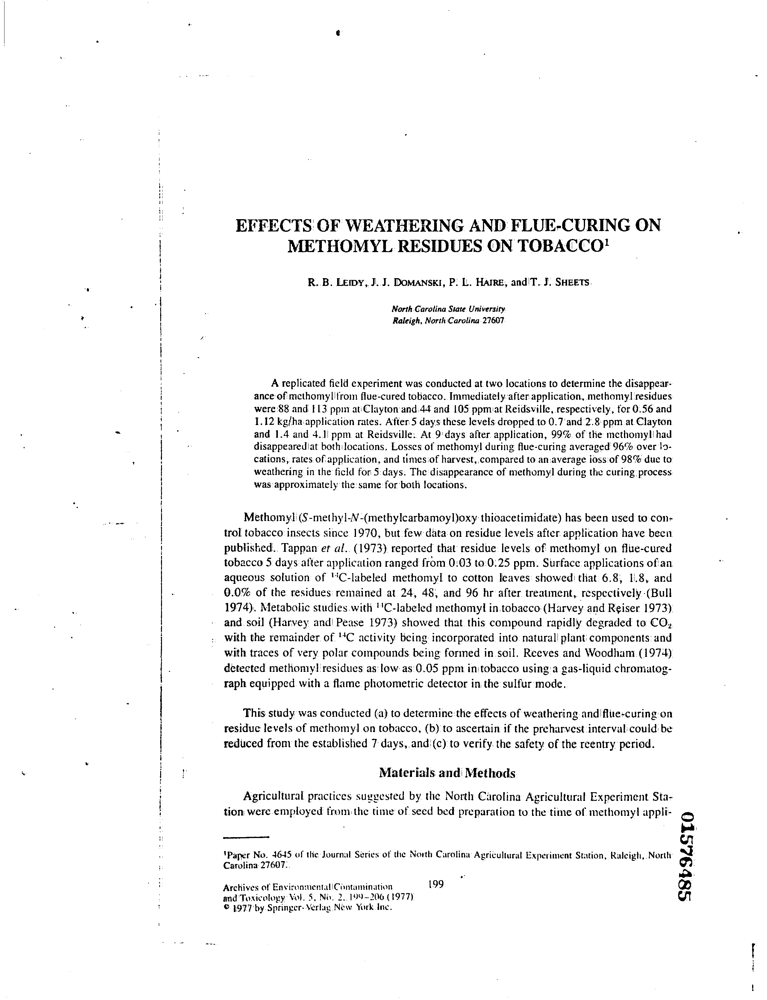 EFFECTS OF WEATHERING AND FLUE-CURING ON
METHOMYL RESIDUES ON TOBACCO¹
R. B. LEIDY, J. J. DOMANSKI, P. L. HAIRE, and T. J. SHEETS
North Carolina State University
Raleigh, North Carolina 27607
A replicated field experiment was conducted at two locations to determine the disappear-
ance of methomyl from flue-cured tobacco. Immediately after application, methomyl residues
were 88 and 113 ppm at Clayton and 44 and 105 ppm at Reidsville, respectively, for 0.56 and
1.12 kg/ha application rates. After 5 days these levels dropped to 0.7 and 2.8 ppm at Clayton
and 1.4 and 4.1 ppm at Reidsville. At 9 days after application, 99% of the methomyl had
disappeared at both locations. Losses of methomyl during flue-curing averaged 96% over lo-
cations, rates of application, and times of harvest, compared to an average loss of 98% due to
weathering in the field for 5 days. The disappearance of methomyl during the curing process
was approximately the same for both locations.
Methomyl (S-methyl-N-(methylcarbamoyl)oxy thioacetimidate) has been used to con-
trol tobacco insects since 1970, but few data on residue levels after application have been
published. Tappan et al. (1973) reported that residue levels of methomyl on flue-cured
tobacco 5 days after application ranged from 0.03 to 0.25 ppm. Surface applications of an
aqueous solution of ¹⁴C-labeled methomyl to cotton leaves showed that 6.8, 1.8, and
0.0% of the residues remained at 24, 48, and 96 hr after treatment, respectively (Bull
1974). Metabolic studies with ¹⁴C-labeled methomyl in tobacco (Harvey and Reiser 1973)
and soil (Harvey and Pease 1973) showed that this compound rapidly degraded to CO₂
with the remainder of ¹⁴C activity being incorporated into natural plant components and
with traces of very polar compounds being formed in soil. Reeves and Woodham (1974)
detected methomyl residues as low as 0.05 ppm in tobacco using a gas-liquid chromatog-
raph equipped with a flame photometric detector in the sulfur mode.
This study was conducted (a) to determine the effects of weathering and flue-curing on
residue levels of methomyl on tobacco, (b) to ascertain if the preharvest interval could be
reduced from the established 7 days, and (c) to verify the safety of the reentry period.
Materials and Methods
Agricultural practices suggested by the North Carolina Agricultural Experiment Sta-
tion were employed from the time of seed bed preparation to the time of methomyl appli-
¹Paper No. 4645 of the Journal Series of the North Carolina Agricultural Experiment Station, Raleigh, North
Carolina 27607.
Archives of Environmental Contamination
and Toxicology Vol. 5, No. 2, 199–206 (1977)
© 1977 by Springer-Verlag New York Inc.
199
01576485